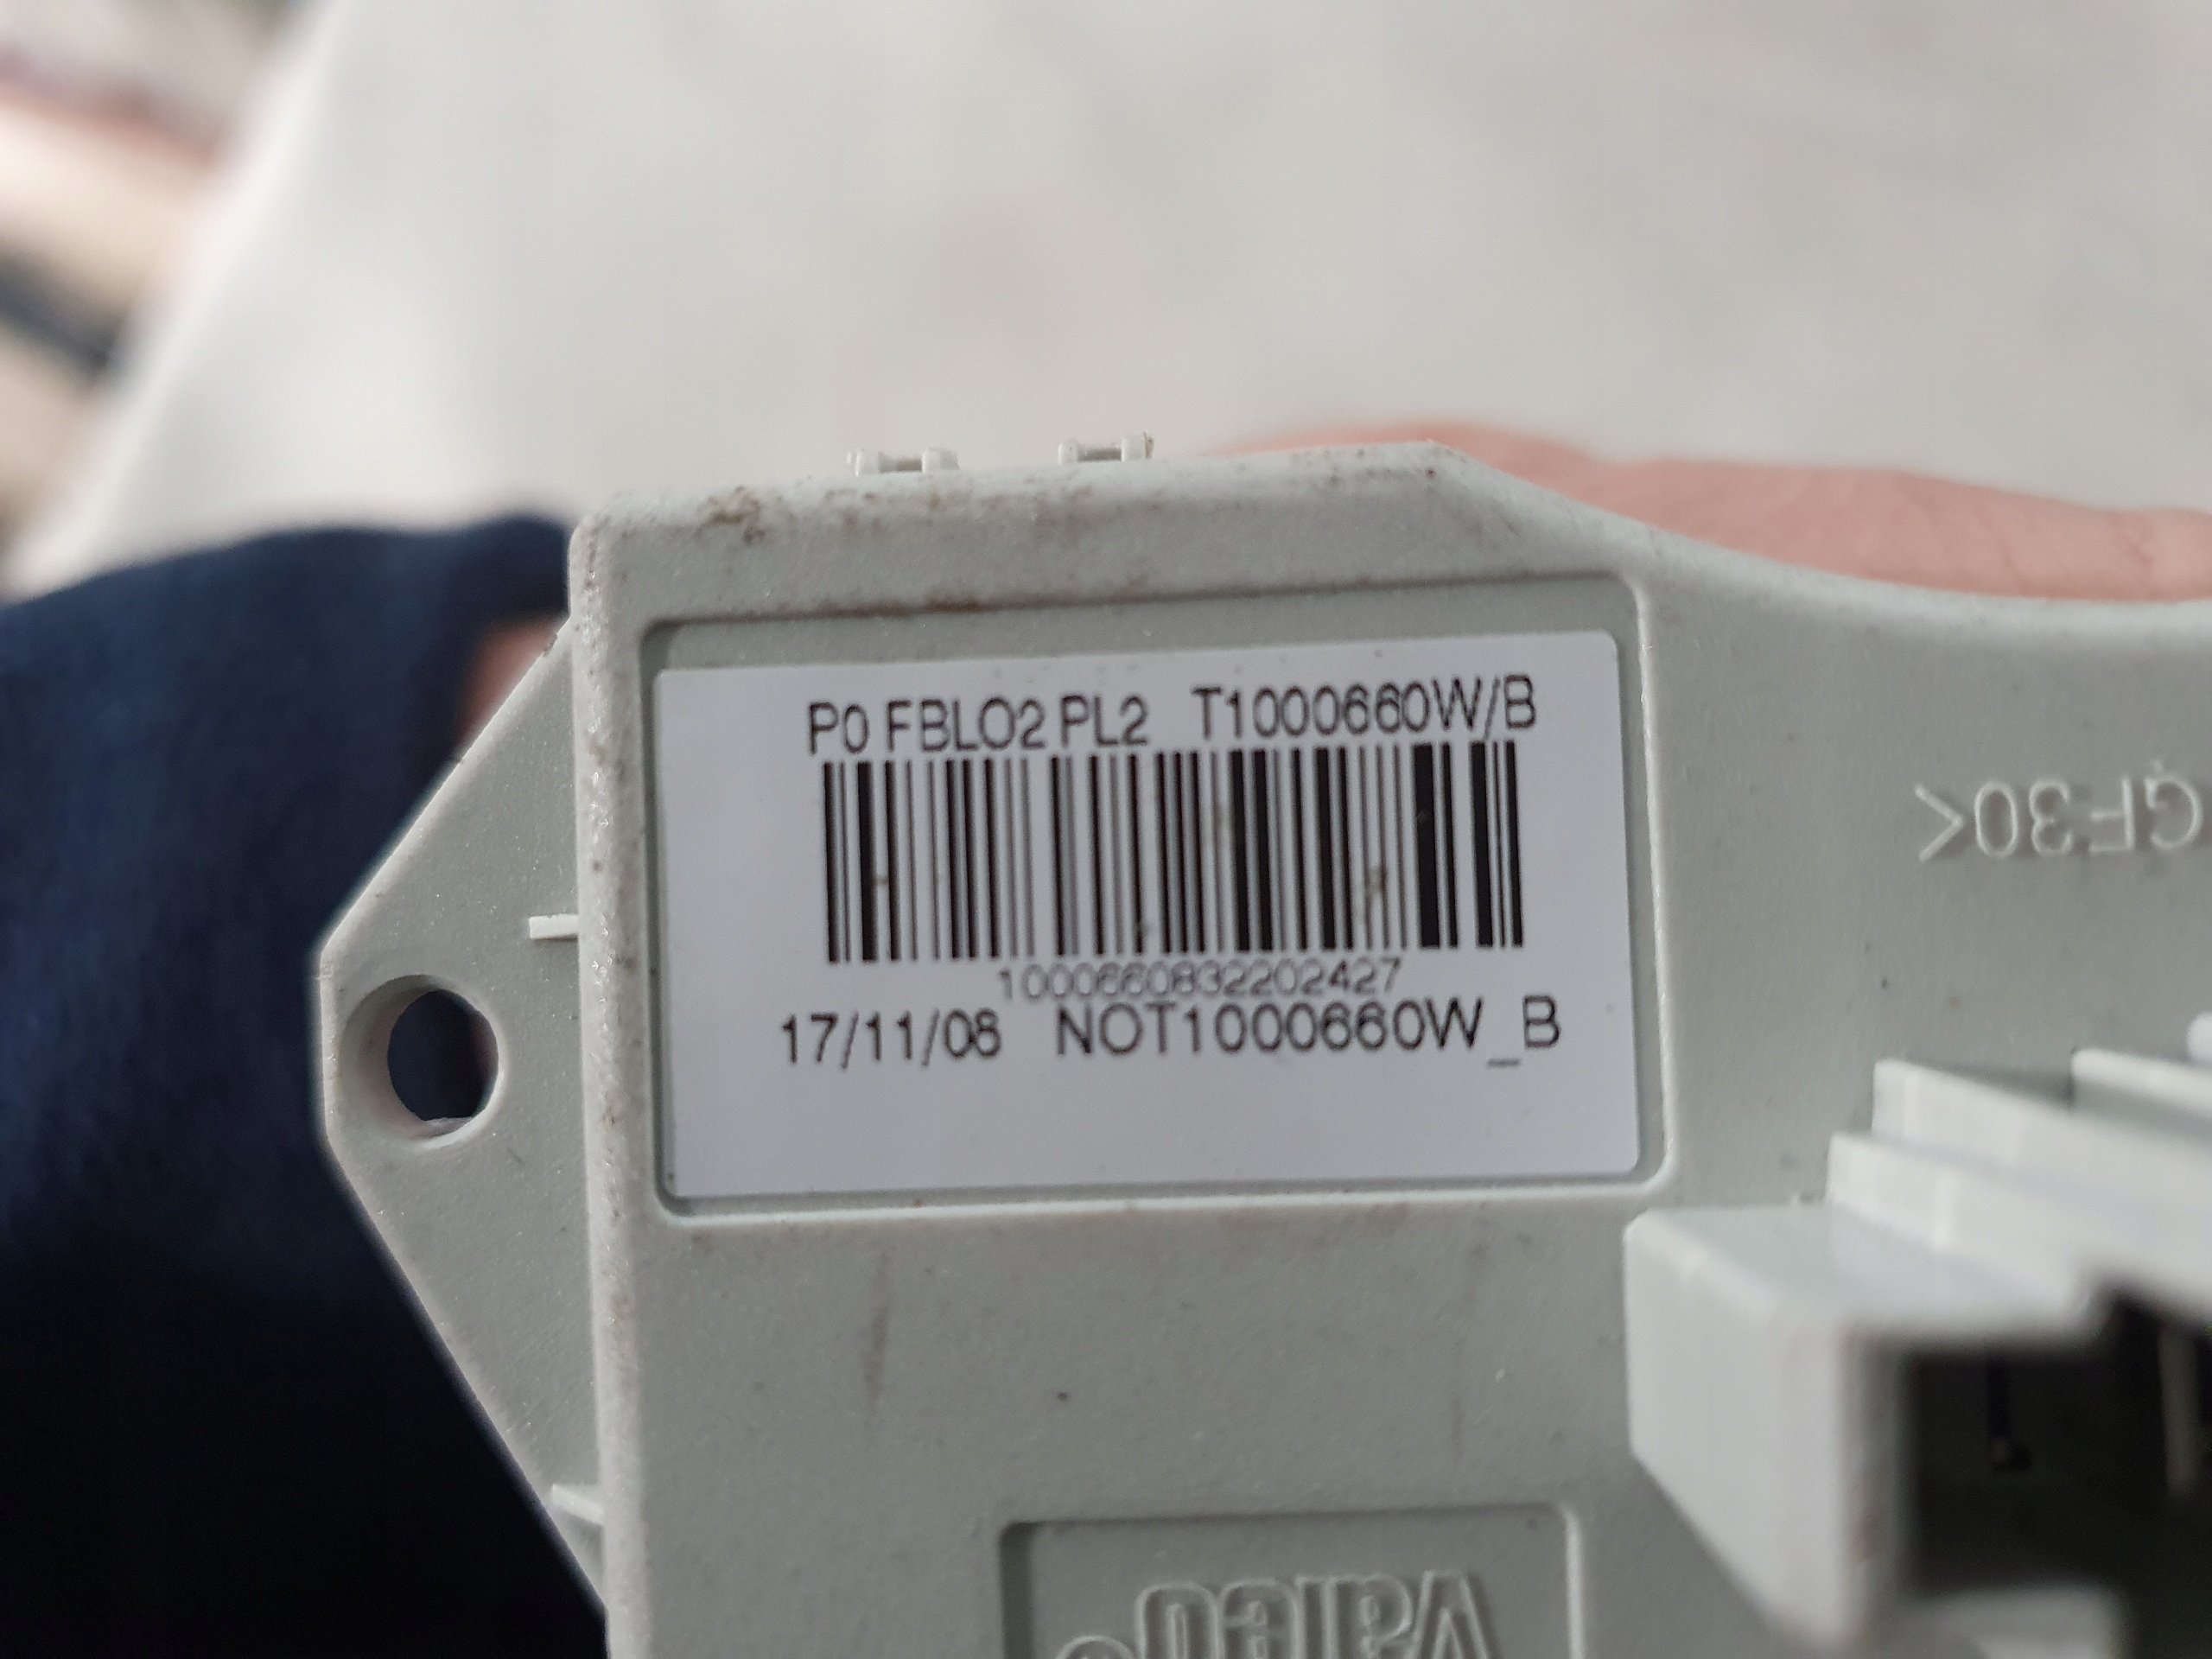 P0 FBLO2 PL2 T1000660W/B
1000660832202427
17/11/08 NOT1000660W_B
GF30<
Valeo